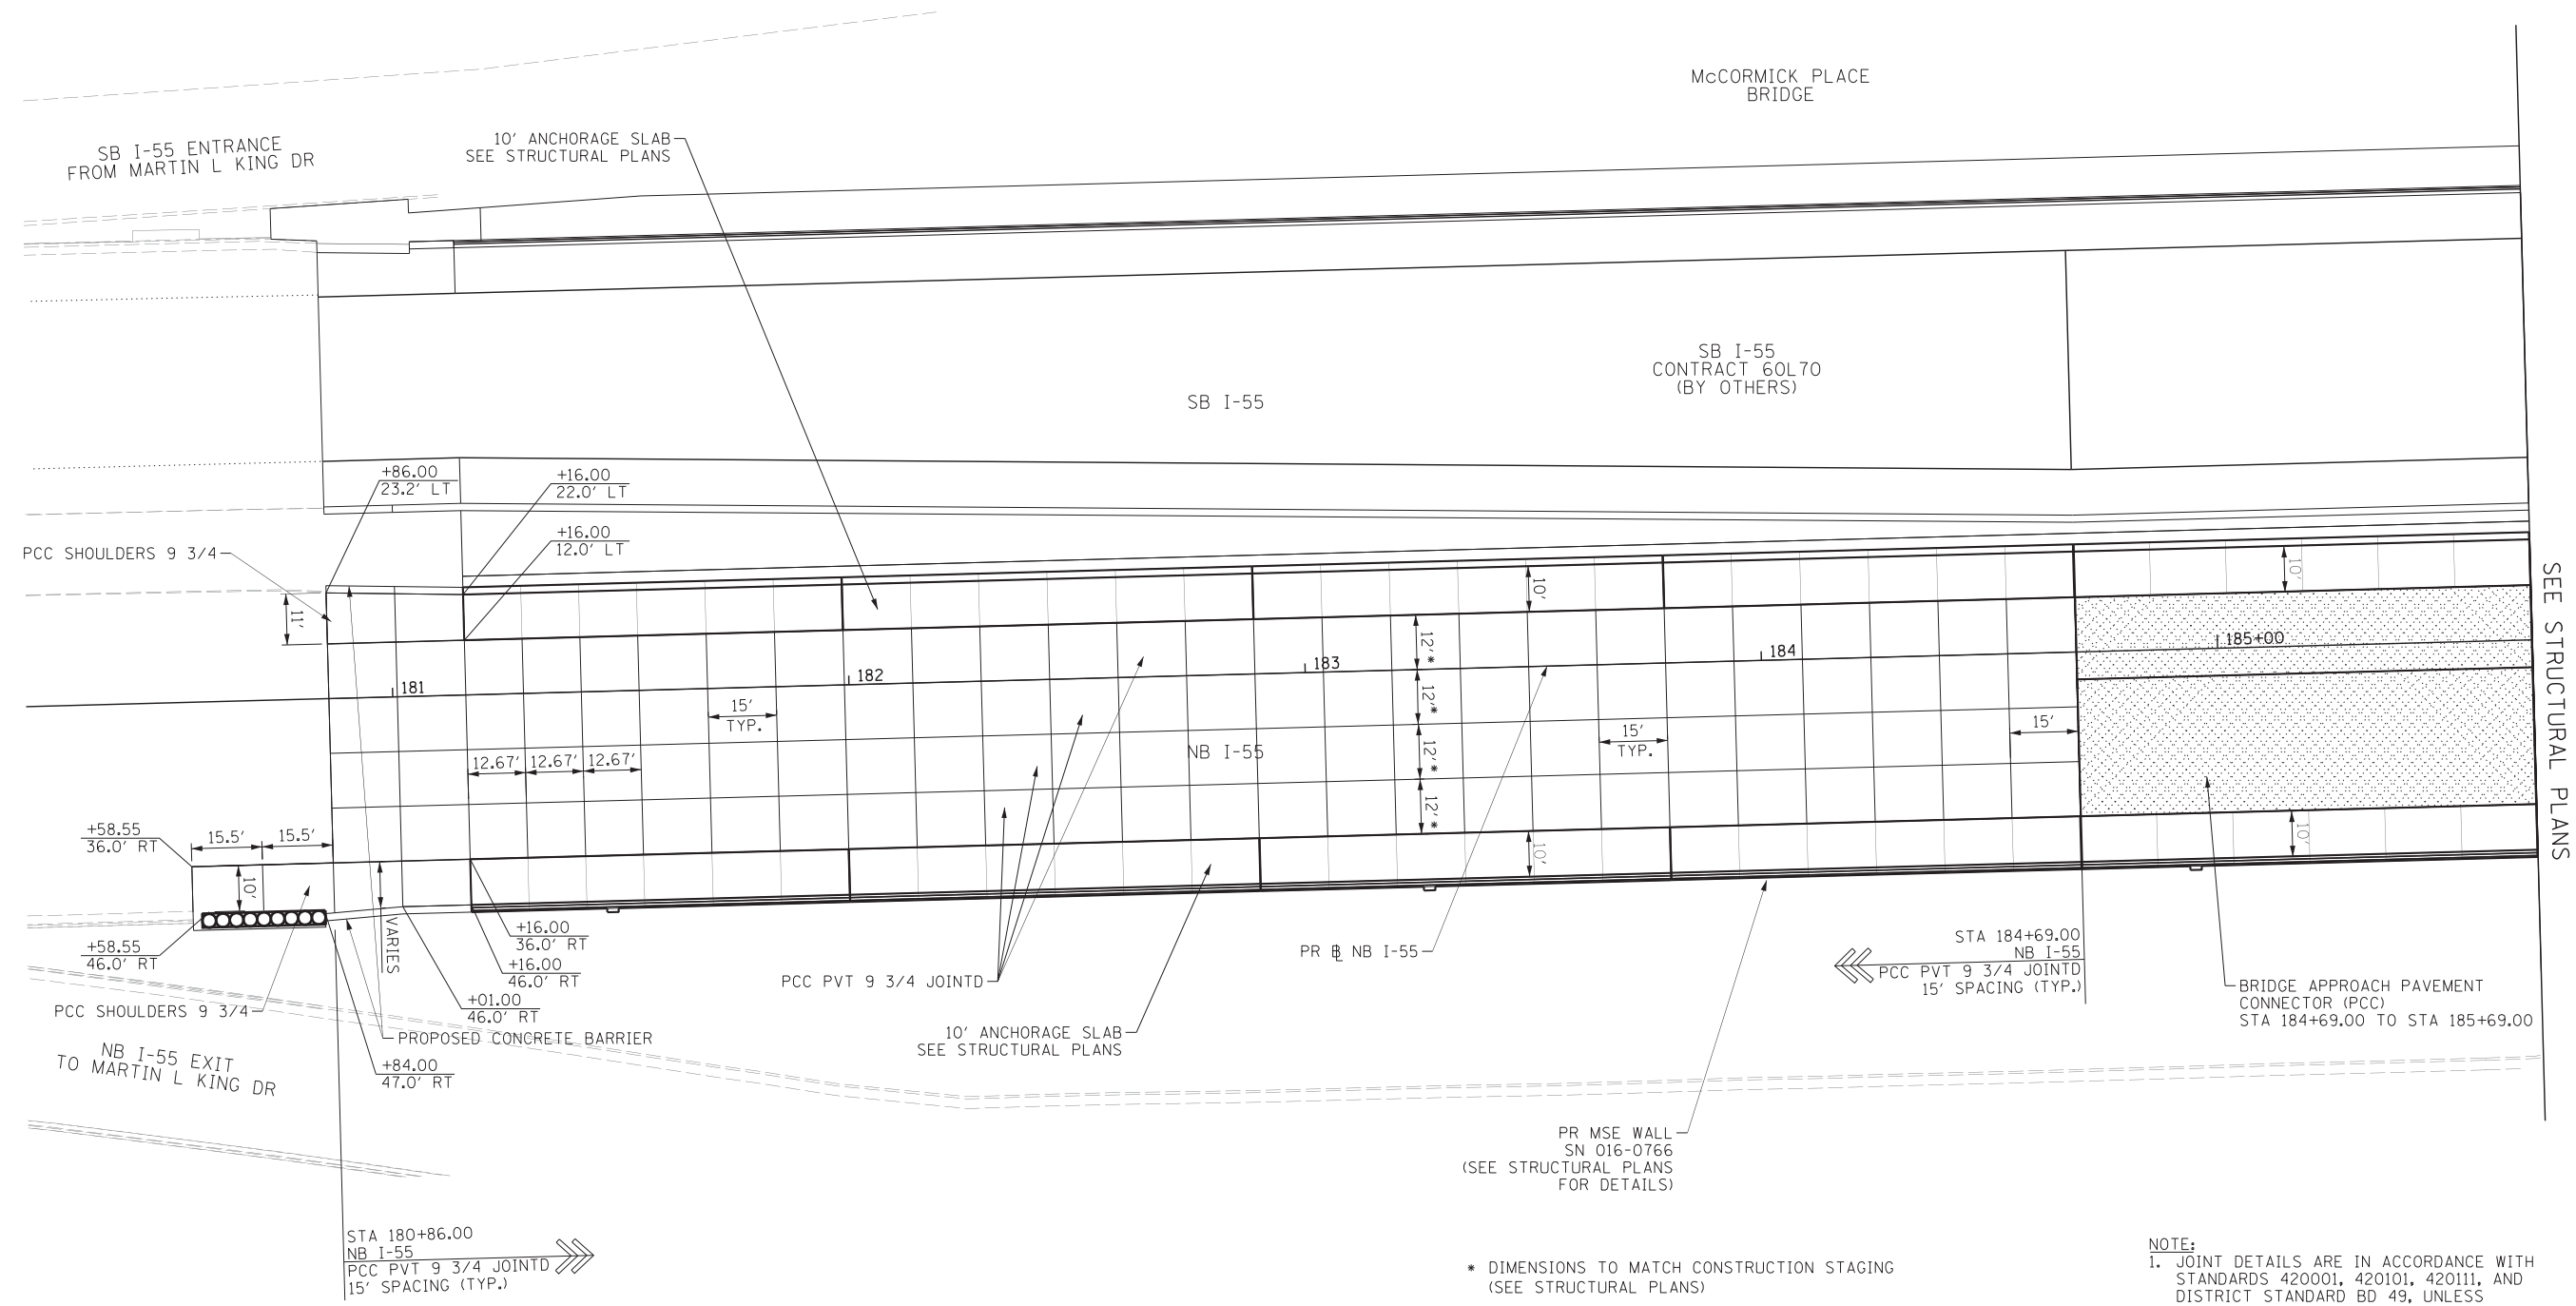 McCORMICK PLACE
BRIDGE
SB I-55 ENTRANCE
FROM MARTIN L KING DR
10' ANCHORAGE SLAB
SEE STRUCTURAL PLANS
SB I-55
CONTRACT 60L70
(BY OTHERS)
SB I-55
+86.00
23.2' LT
+16.00
22.0' LT
+16.00
12.0' LT
PCC SHOULDERS 9 3/4
11'
10'
10'
SEE STRUCTURAL PLANS
181
182
183
184
185+00
12'*
12'*
12'*
12'*
15'
TYP.
NB I-55
15'
TYP.
15'
12.67'
12.67'
12.67'
+58.55
36.0' RT
15.5'
15.5'
10'
10'
10'
VARIES
+58.55
46.0' RT
+16.00
36.0' RT
+16.00
46.0' RT
+01.00
46.0' RT
+84.00
47.0' RT
PCC SHOULDERS 9 3/4
PROPOSED CONCRETE BARRIER
NB I-55 EXIT
TO MARTIN L KING DR
PCC PVT 9 3/4 JOINTD
10' ANCHORAGE SLAB
SEE STRUCTURAL PLANS
PR ⅊ NB I-55
STA 184+69.00
NB I-55
PCC PVT 9 3/4 JOINTD
15' SPACING (TYP.)
BRIDGE APPROACH PAVEMENT
CONNECTOR (PCC)
STA 184+69.00 TO STA 185+69.00
PR MSE WALL
SN 016-0766
(SEE STRUCTURAL PLANS
FOR DETAILS)
STA 180+86.00
NB I-55
PCC PVT 9 3/4 JOINTD
15' SPACING (TYP.)
* DIMENSIONS TO MATCH CONSTRUCTION STAGING
(SEE STRUCTURAL PLANS)
NOTE:
1. JOINT DETAILS ARE IN ACCORDANCE WITH
STANDARDS 420001, 420101, 420111, AND
DISTRICT STANDARD BD 49, UNLESS